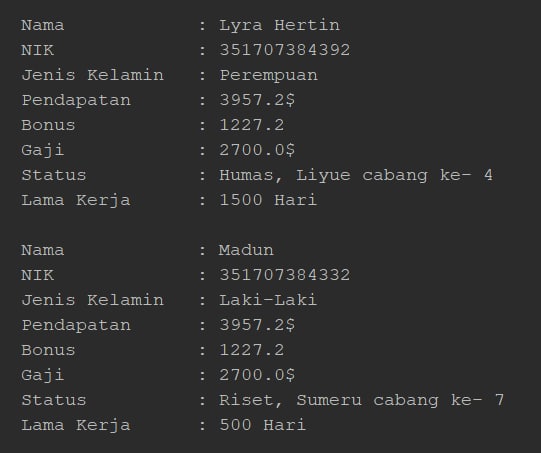 Nama : Lyra Hertin
NIK : 351707384392
Jenis Kelamin : Perempuan
Pendapatan : 3957.2$
Bonus : 1227.2
Gaji : 2700.0$
Status : Humas, Liyue cabang ke- 4
Lama Kerja : 1500 Hari
Nama : Madun
NIK : 351707384332
Jenis Kelamin : Laki-Laki
Pendapatan : 3957.2$
Bonus : 1227.2
Gaji : 2700.0$
Status : Riset, Sumeru cabang ke- 7
Lama Kerja : 500 Hari